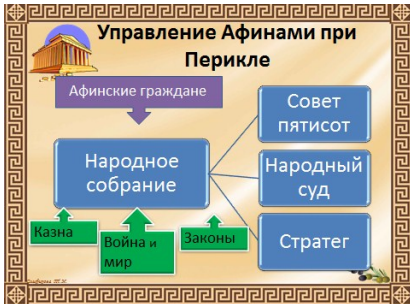 Управление Афинами при
Перикле
Афинские граждане
Народное
собрание
Совет
пятисот
Народный
суд
Стратег
Казна
Война и
мир
Законы